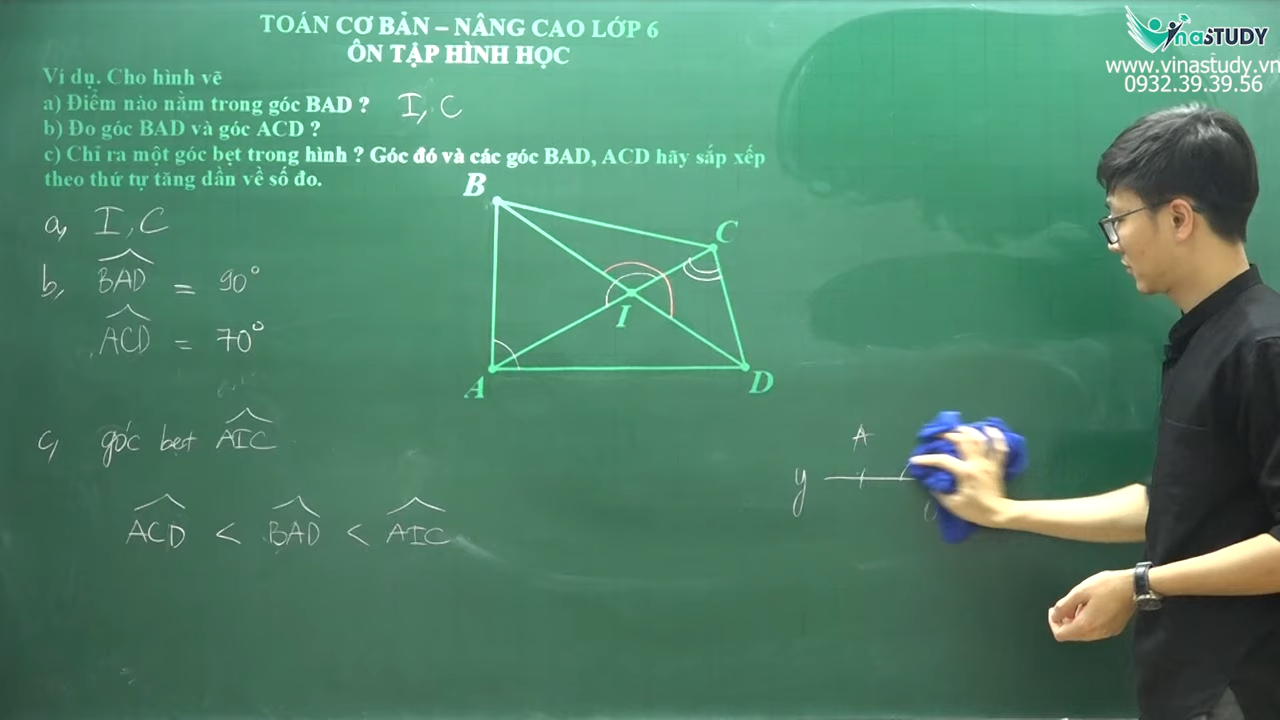 TOÁN CƠ BẢN – NÂNG CAO LỚP 6
ÔN TẬP HÌNH HỌC
VinaSTUDY
www.vinastudy.vn
0932.39.39.56
Ví dụ. Cho hình vẽ
a) Điểm nào nằm trong góc BAD ? I, C
b) Đo góc BAD và góc ACD ?
c) Chỉ ra một góc bẹt trong hình ? Góc đó và các góc BAD, ACD hãy sắp xếp
theo thứ tự tăng dần về số đo.
a, I, C
b, BAD = 90°
ACD = 70°
c, góc bẹt AIC
ACD < BAD < AIC
B
C
I
A
D
A
y